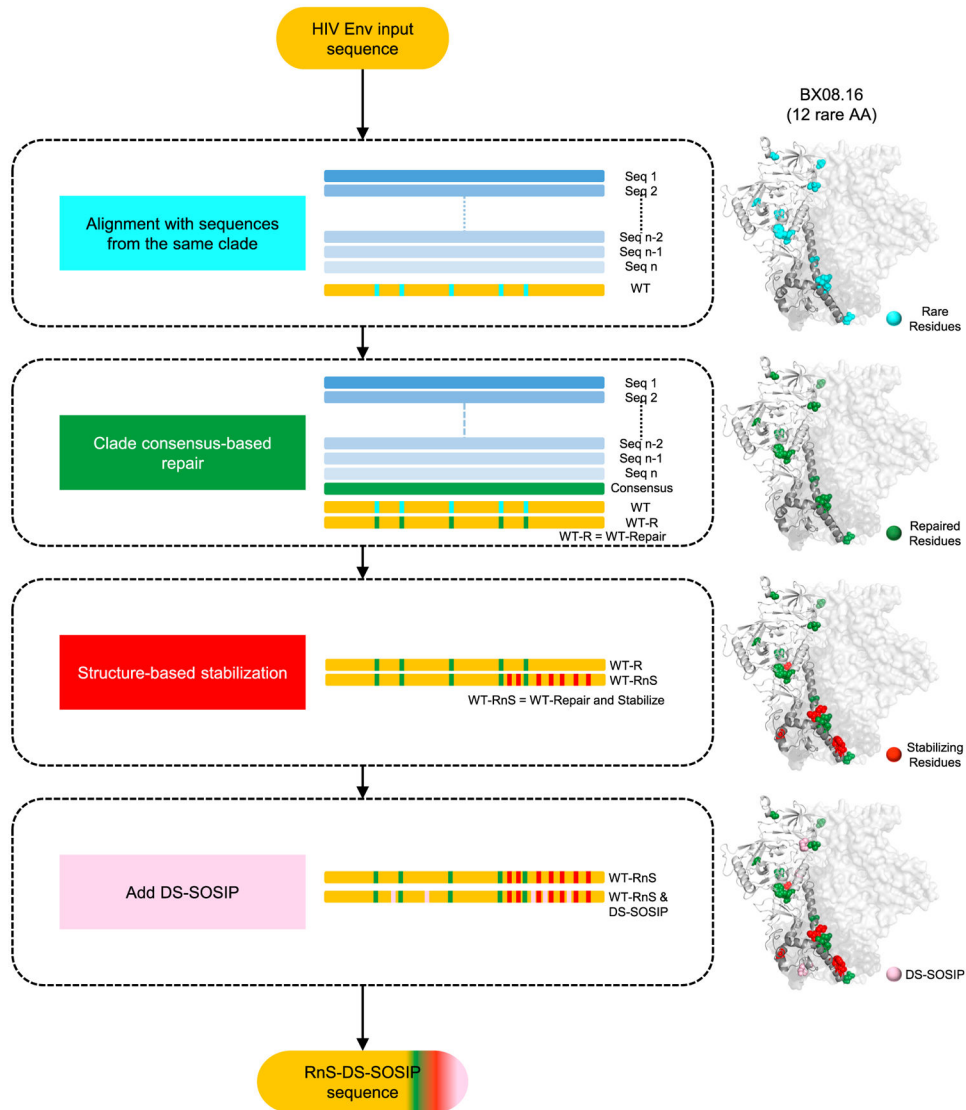 HIV Env input
sequence
BX08.16
(12 rare AA)
Alignment with sequences
from the same clade
Seq 1
Seq 2
Seq n-2
Seq n-1
Seq n
WT
Rare
Residues
Clade consensus-based
repair
Seq 1
Seq 2
Seq n-2
Seq n-1
Seq n
Consensus
WT
WT-R
WT-R = WT-Repair
Repaired
Residues
Structure-based stabilization
WT-R
WT-RnS
WT-RnS = WT-Repair and Stabilize
Stabilizing
Residues
Add DS-SOSIP
WT-RnS
WT-RnS &
DS-SOSIP
DS-SOSIP
RnS-DS-SOSIP
sequence